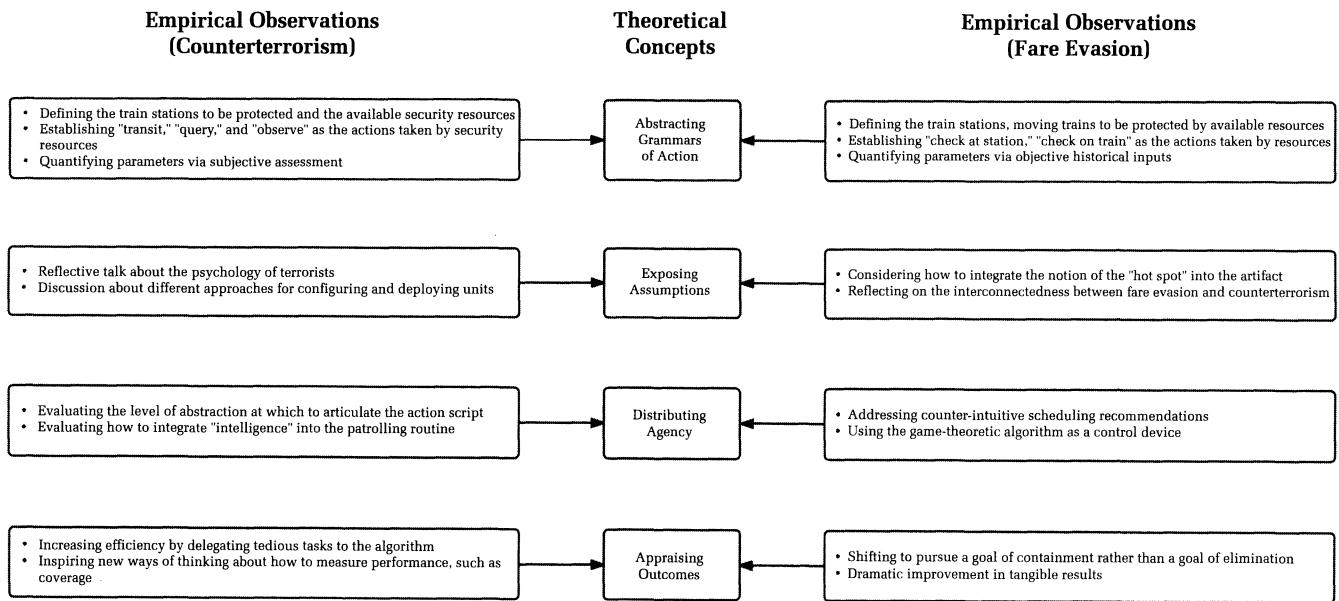 Empirical Observations
(Counterterrorism)
Theoretical
Concepts
Empirical Observations
(Fare Evasion)
• Defining the train stations to be protected and the available security resources
• Establishing "transit," "query," and "observe" as the actions taken by security
resources
• Quantifying parameters via subjective assessment
Abstracting
Grammars
of Action
• Defining the train stations, moving trains to be protected by available resources
• Establishing "check at station," "check on train" as the actions taken by resources
• Quantifying parameters via objective historical inputs
• Reflective talk about the psychology of terrorists
• Discussion about different approaches for configuring and deploying units
Exposing
Assumptions
• Considering how to integrate the notion of the "hot spot" into the artifact
• Reflecting on the interconnectedness between fare evasion and counterterrorism
• Evaluating the level of abstraction at which to articulate the action script
• Evaluating how to integrate "intelligence" into the patrolling routine
Distributing
Agency
• Addressing counter-intuitive scheduling recommendations
• Using the game-theoretic algorithm as a control device
• Increasing efficiency by delegating tedious tasks to the algorithm
• Inspiring new ways of thinking about how to measure performance, such as
coverage
Appraising
Outcomes
• Shifting to pursue a goal of containment rather than a goal of elimination
• Dramatic improvement in tangible results